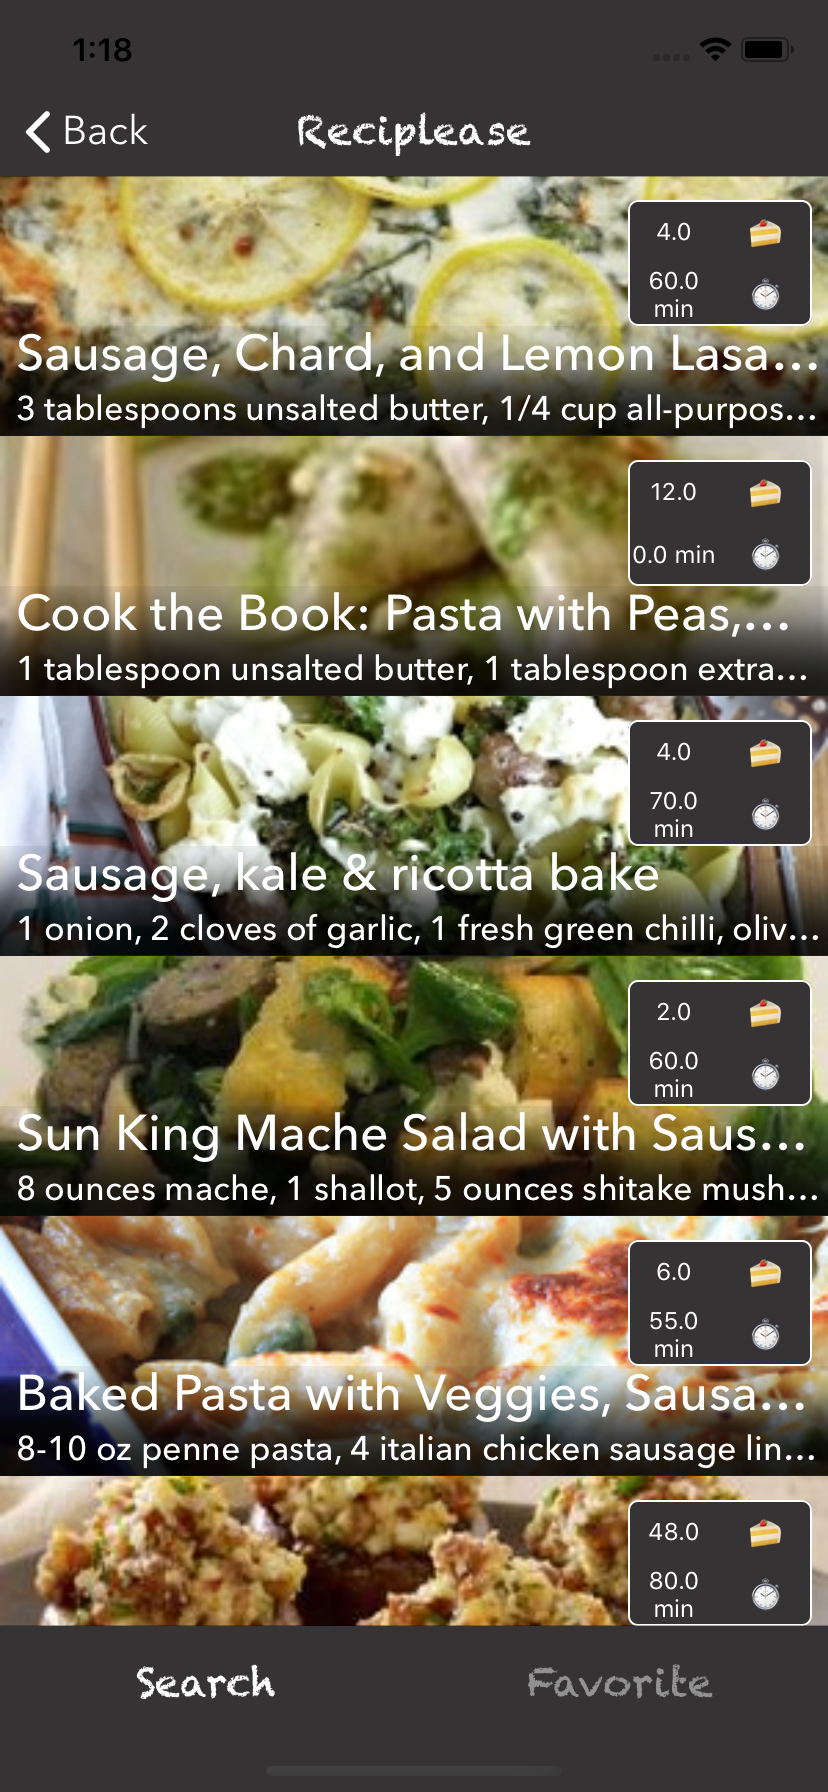 1:18
Back
Reciplease
4.0
60.0
min
Sausage, Chard, and Lemon Lasa...
3 tablespoons unsalted butter, 1/4 cup all-purpos...
12.0
0.0 min
Cook the Book: Pasta with Peas,...
1 tablespoon unsalted butter, 1 tablespoon extra...
4.0
70.0
min
Sausage, kale & ricotta bake
1 onion, 2 cloves of garlic, 1 fresh green chilli, oliv...
2.0
60.0
min
Sun King Mache Salad with Saus...
8 ounces mache, 1 shallot, 5 ounces shitake mush...
6.0
55.0
min
Baked Pasta with Veggies, Sausa...
8-10 oz penne pasta, 4 italian chicken sausage lin...
48.0
80.0
min
Search
Favorite